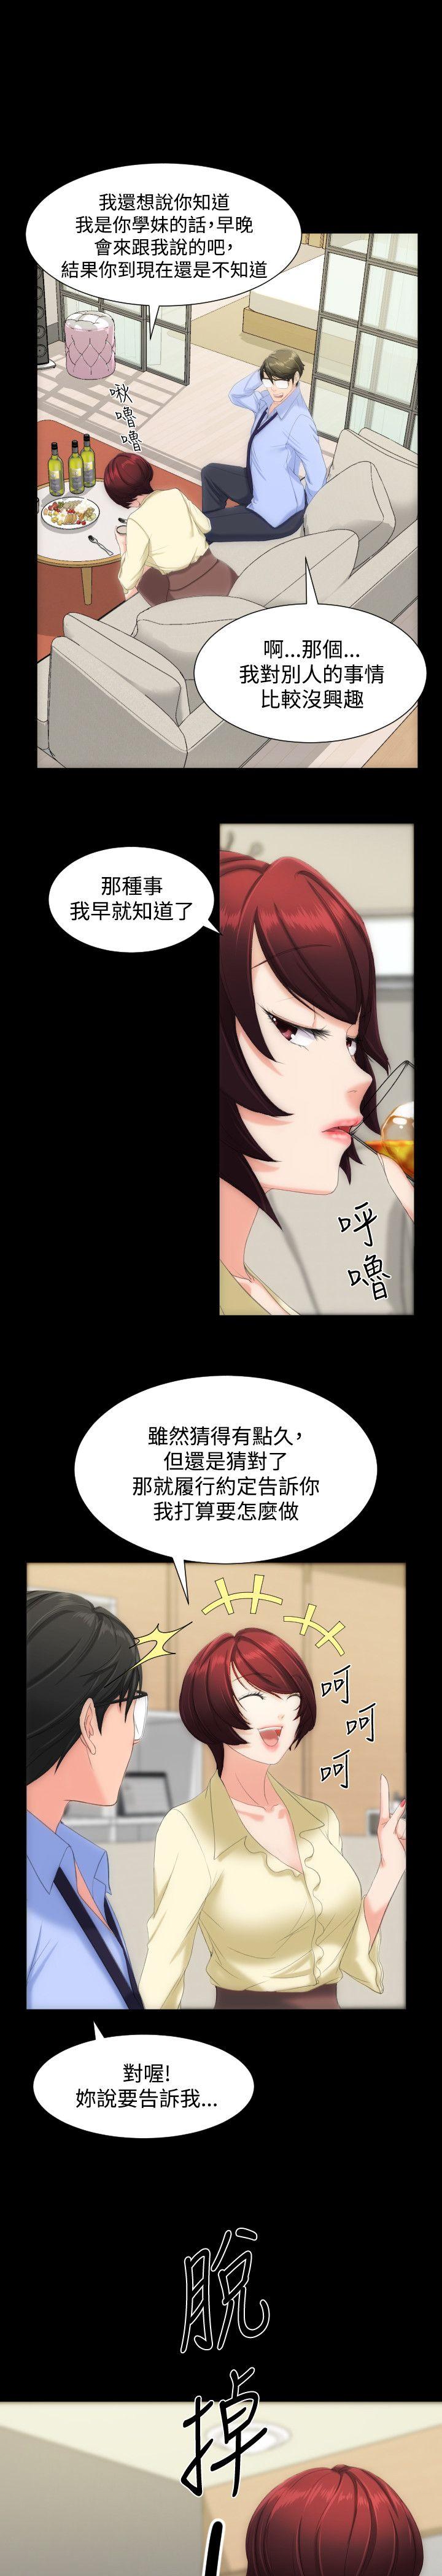 我還想說你知道
我是你學妹的話，早晚
會來跟我說的吧，
結果你到現在還是不知道
啾
嚕
嚕
啊...那個...
我對別人的事情
比較沒興趣
那種事
我早就知道了
呼
嚕
雖然猜得有點久，
但還是猜對了
那就履行約定告訴你
我打算要怎麼做
呵
呵
呵
對喔!
妳說要告訴我...
脫
掉